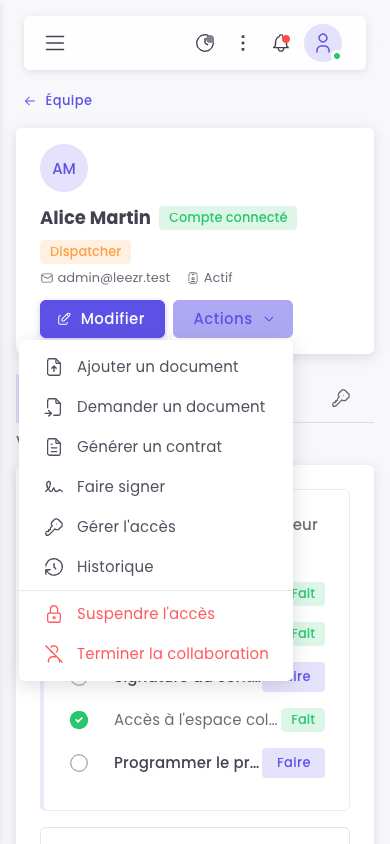 Équipe
AM
Alice Martin Compte connecté
Dispatcher
admin@leezr.test Actif
Modifier Actions
Ajouter un document
Demander un document
Générer un contrat
Faire signer
Gérer l'accès
Historique
eur
Fait
Fait
Suspendre l'accès
Terminer la collaboration
ire
Accès à l'espace col... Fait
Programmer le pr... Faire